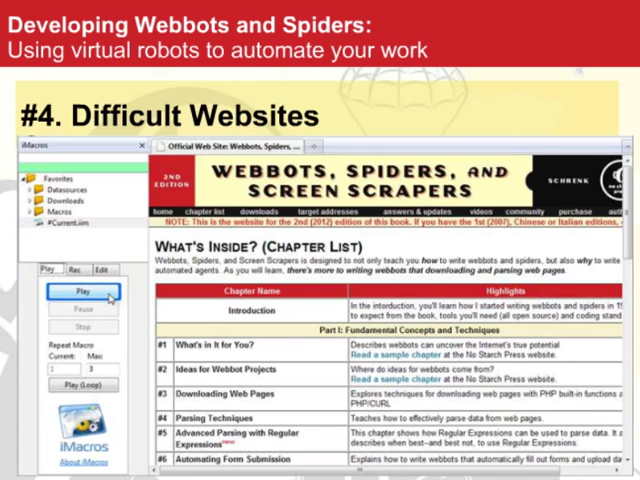 Developing Webbots and Spiders:
Using virtual robots to automate your work
#4. Difficult Websites
iMacros
Official Web Site: Webbots, Spiders, ...
Favorites
Datasources
Downloads
Macros
#Current.iim
Play Rec Edit
Play
Pause
Stop
Repeat Macro
Current: Max:
1 3
Play (Loop)
iMacros
About iMacros
2ND
EDITION
WEBBOTS, SPIDERS, AND
SCREEN SCRAPERS
SCHRENK
home chapter list downloads target addresses answers & updates videos community purchase
NOTE: This is the website for the 2nd (2012) edition of this book. If you have the 1st (2007), Chinese or Italian editions,
WHAT'S INSIDE? (CHAPTER LIST)
Webbots, Spiders, and Screen Scrapers is designed to not only teach you how to write webbots and spiders, but also why to write
automated agents. As you will learn, there's more to writing webbots that downloading and parsing web pages.
Chapter Name Highlights
Introduction
In the intorduction, you'll learn how I started writing webbots and spiders in
to expect from the book, tools you'll need (all open source) and coding
Part I: Fundamental Concepts and Techniques
#1 What's in It for You?
Describes webbots can uncover the Internet's true potential
Read a sample chapter at the No Starch Press website.
#2 Ideas for Webbot Projects
Where do ideas for webbots come from?
Read a sample chapter at the No Starch Press website.
#3 Downloading Web Pages
Explores techniques for downloading web pages with PHP built-in functions
PHP/CURL
#4 Parsing Techniques
Teaches how to effectively parse data from web pages.
#5 Advanced Parsing with Regular
Expressions new
This chapter shows how Regular Expressions can be used to parse data. It
describes when best—and best not, to use Regular Expressions.
#6 Automating Form Submission
Explains how to write webbots that automatically fill out forms and upload